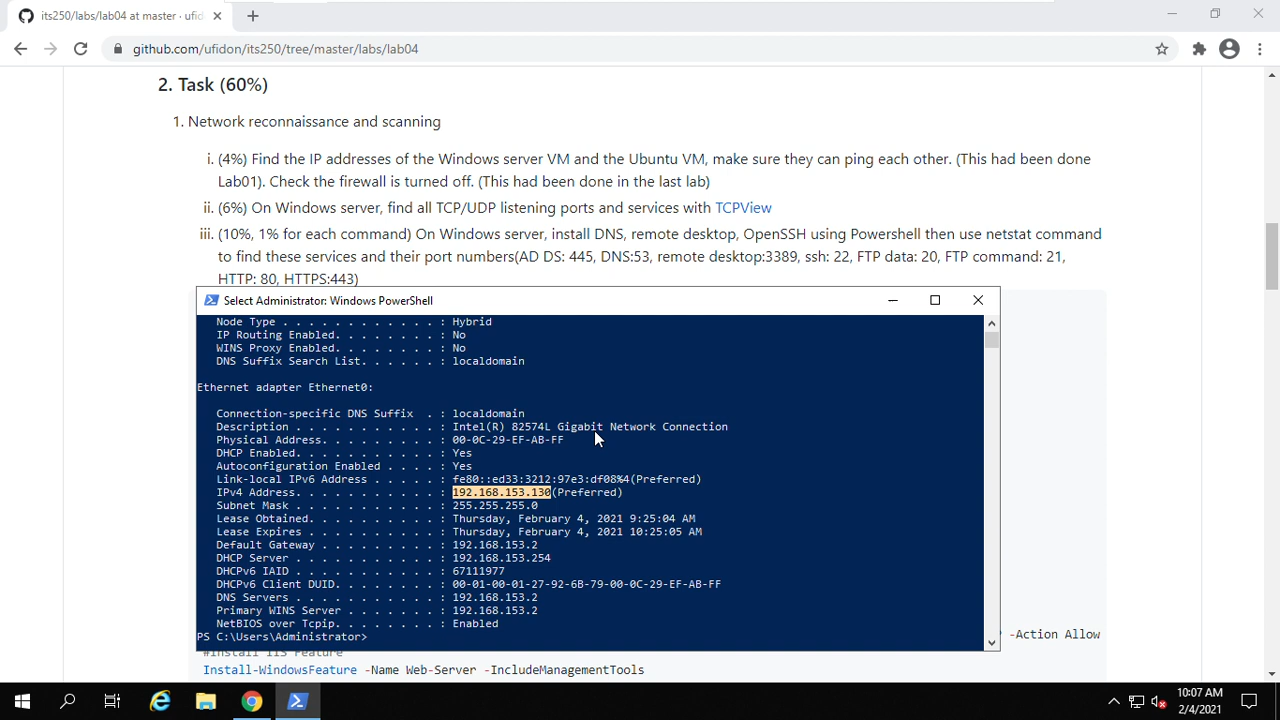 its250/labs/lab04 at master · ufid
github.com/ufidon/its250/tree/master/labs/lab04
2. Task (60%)
1. Network reconnaissance and scanning
i. (4%) Find the IP addresses of the Windows server VM and the Ubuntu VM, make sure they can ping each other. (This had been done
Lab01). Check the firewall is turned off. (This had been done in the last lab)
ii. (6%) On Windows server, find all TCP/UDP listening ports and services with TCPView
iii. (10%, 1% for each command) On Windows server, install DNS, remote desktop, OpenSSH using Powershell then use netstat command
to find these services and their port numbers(AD DS: 445, DNS:53, remote desktop:3389, ssh: 22, FTP data: 20, FTP command: 21,
HTTP: 80, HTTPS:443)
Select Administrator: Windows PowerShell
Node Type . . . . . . . . . . . . : Hybrid
IP Routing Enabled. . . . . . . . : No
WINS Proxy Enabled. . . . . . . . : No
DNS Suffix Search List. . . . . . : localdomain
Ethernet adapter Ethernet0:
Connection-specific DNS Suffix  . : localdomain
Description . . . . . . . . . . . : Intel(R) 82574L Gigabit Network Connection
Physical Address. . . . . . . . . : 00-0C-29-EF-AB-FF
DHCP Enabled. . . . . . . . . . . : Yes
Autoconfiguration Enabled . . . . : Yes
Link-local IPv6 Address . . . . . : fe80::ed33:3212:97e3:df08%4(Preferred)
IPv4 Address. . . . . . . . . . . : 192.168.153.130(Preferred)
Subnet Mask . . . . . . . . . . . : 255.255.255.0
Lease Obtained. . . . . . . . . . : Thursday, February 4, 2021 9:25:04 AM
Lease Expires . . . . . . . . . . : Thursday, February 4, 2021 10:25:05 AM
Default Gateway . . . . . . . . . : 192.168.153.2
DHCP Server . . . . . . . . . . . : 192.168.153.254
DHCPv6 IAID . . . . . . . . . . . : 67111977
DHCPv6 Client DUID. . . . . . . . : 00-01-00-01-27-92-6B-79-00-0C-29-EF-AB-FF
DNS Servers . . . . . . . . . . . : 192.168.153.2
Primary WINS Server . . . . . . . : 192.168.153.2
NetBIOS over Tcpip. . . . . . . . : Enabled
PS C:\Users\Administrator>
-Action Allow
#Install IIS Feature
Install-WindowsFeature -Name Web-Server -IncludeManagementTools
10:07 AM
2/4/2021